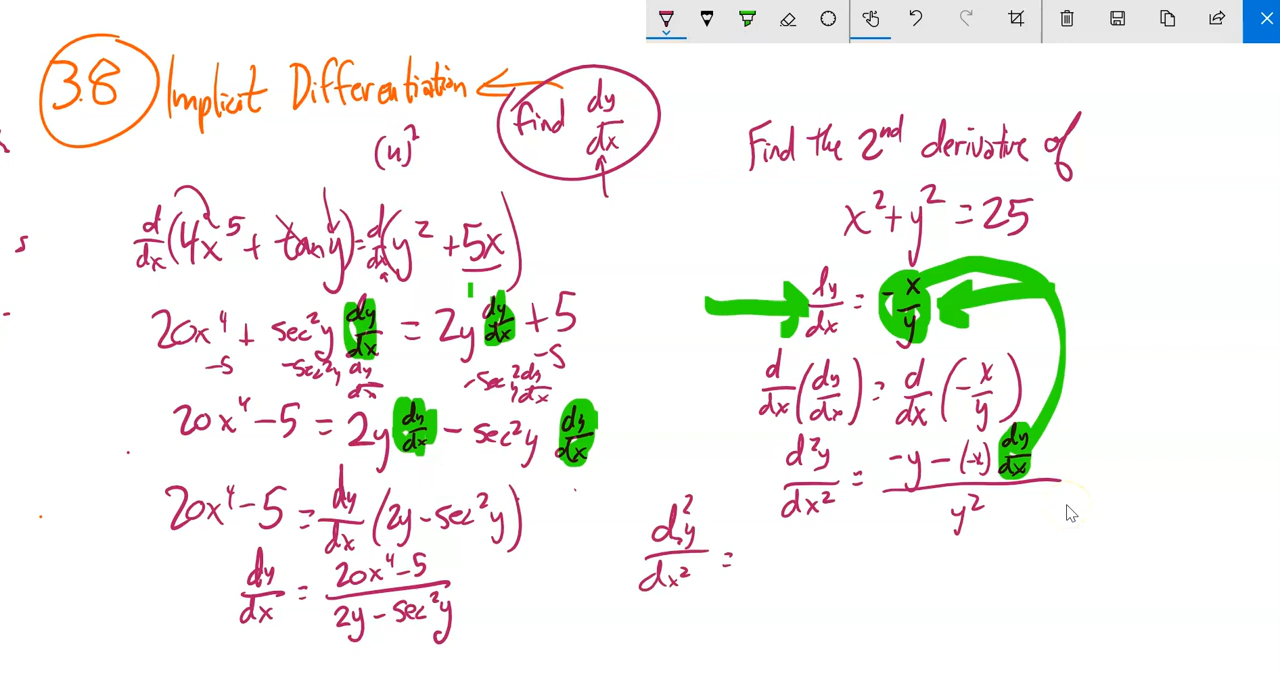 3.8 Implicit Differentiation ← find dy/dx
(u)²
d/dx(4x⁵ + tany) = d/dx(y² + 5x)
20x⁴ + sec²y dy/dx = 2y dy/dx + 5
-5 -sec²y dy/dx -sec²y dy/dx -5
20x⁴ - 5 = 2y dy/dx - sec²y dy/dx
20x⁴ - 5 = dy/dx (2y - sec²y)
dy/dx = (20x⁴ - 5)/(2y - sec²y)
Find the 2nd derivative of
x² + y² = 25
dy/dx = -x/y
d/dx(dy/dx) = d/dx(-x/y)
d²y/dx² = (-y - (-x) dy/dx)/y²
d²y/dx² =
s